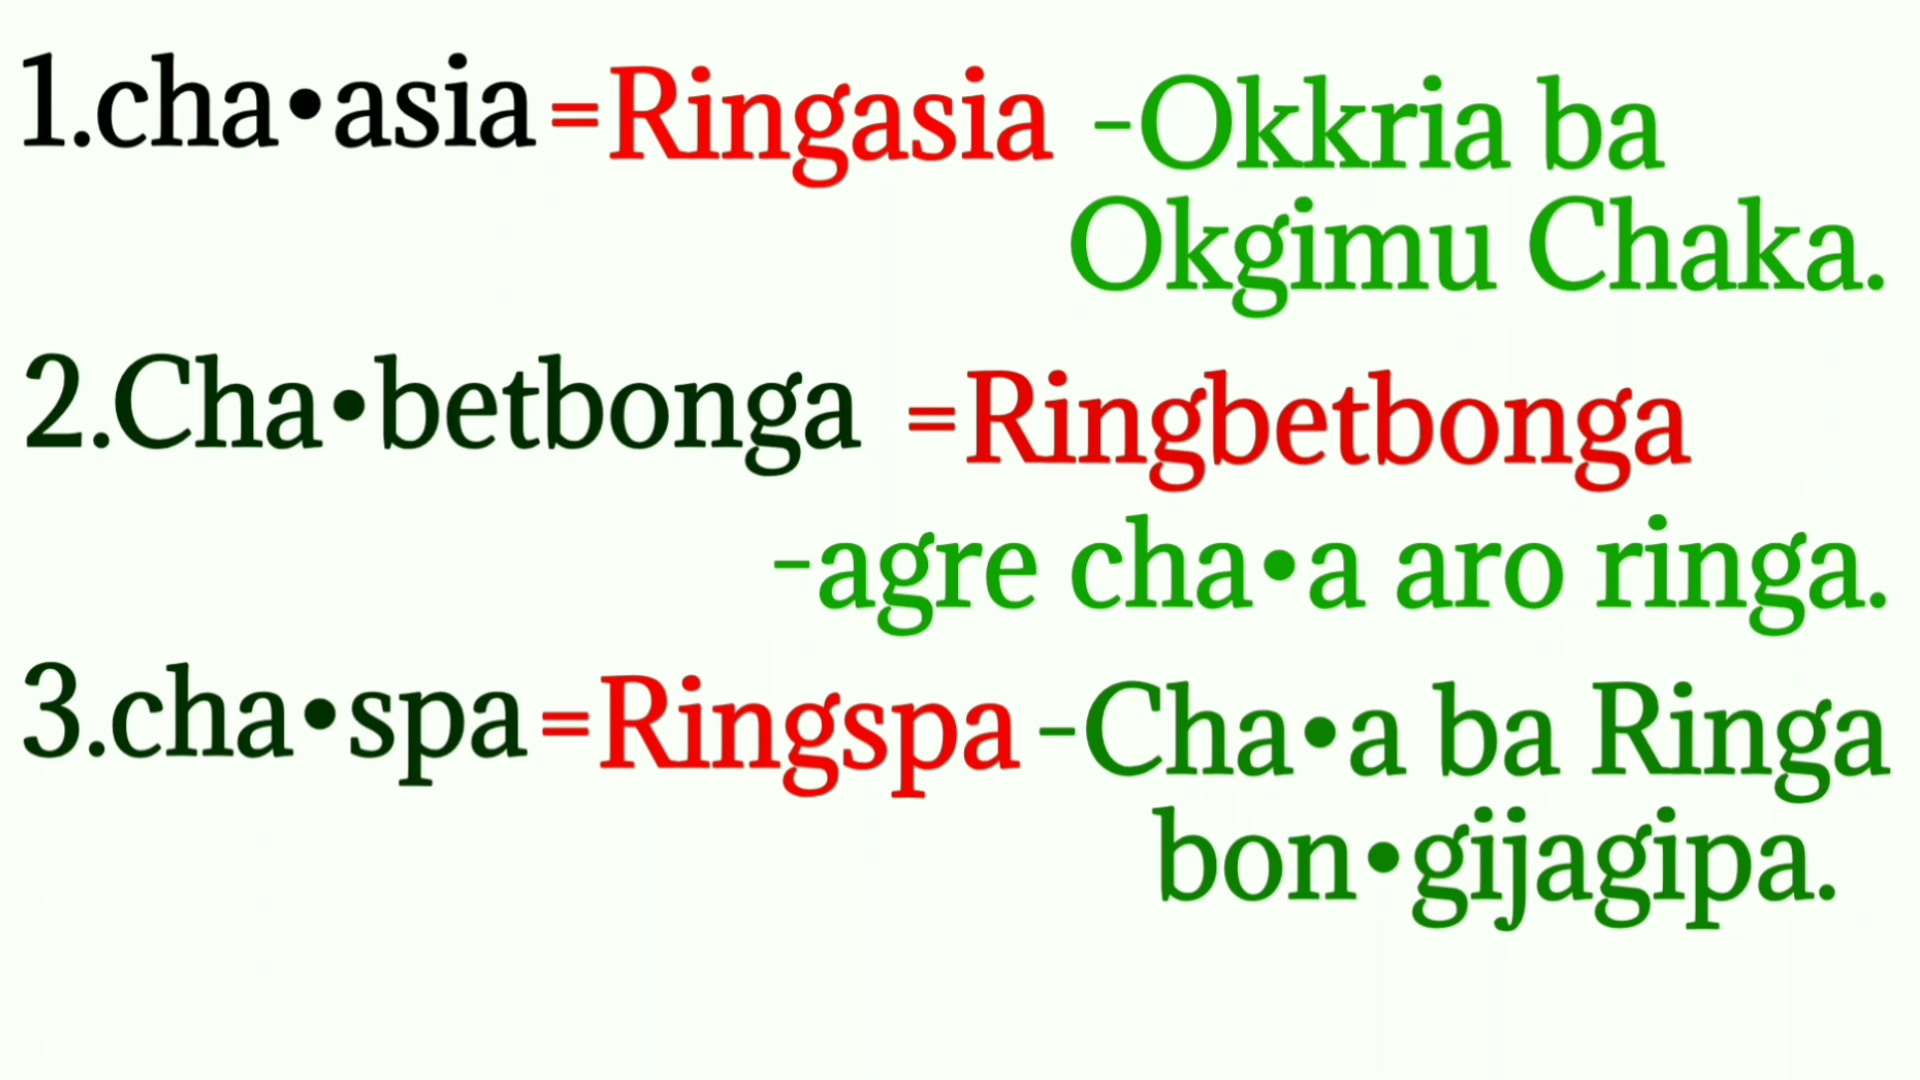 1.cha•asia =Ringasia -Okkria ba
Okgimu Chaka.
2.Cha•betbonga =Ringbetbonga
-agre cha•a aro ringa.
3.cha•spa =Ringspa -Cha•a ba Ringa
bon•gijagipa.